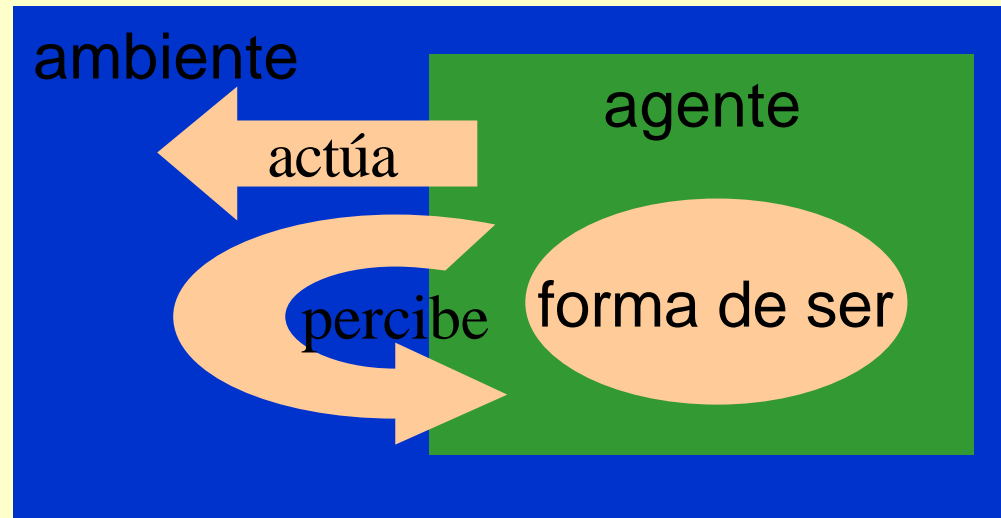 ambiente
agente
actúa
percibe
forma de ser